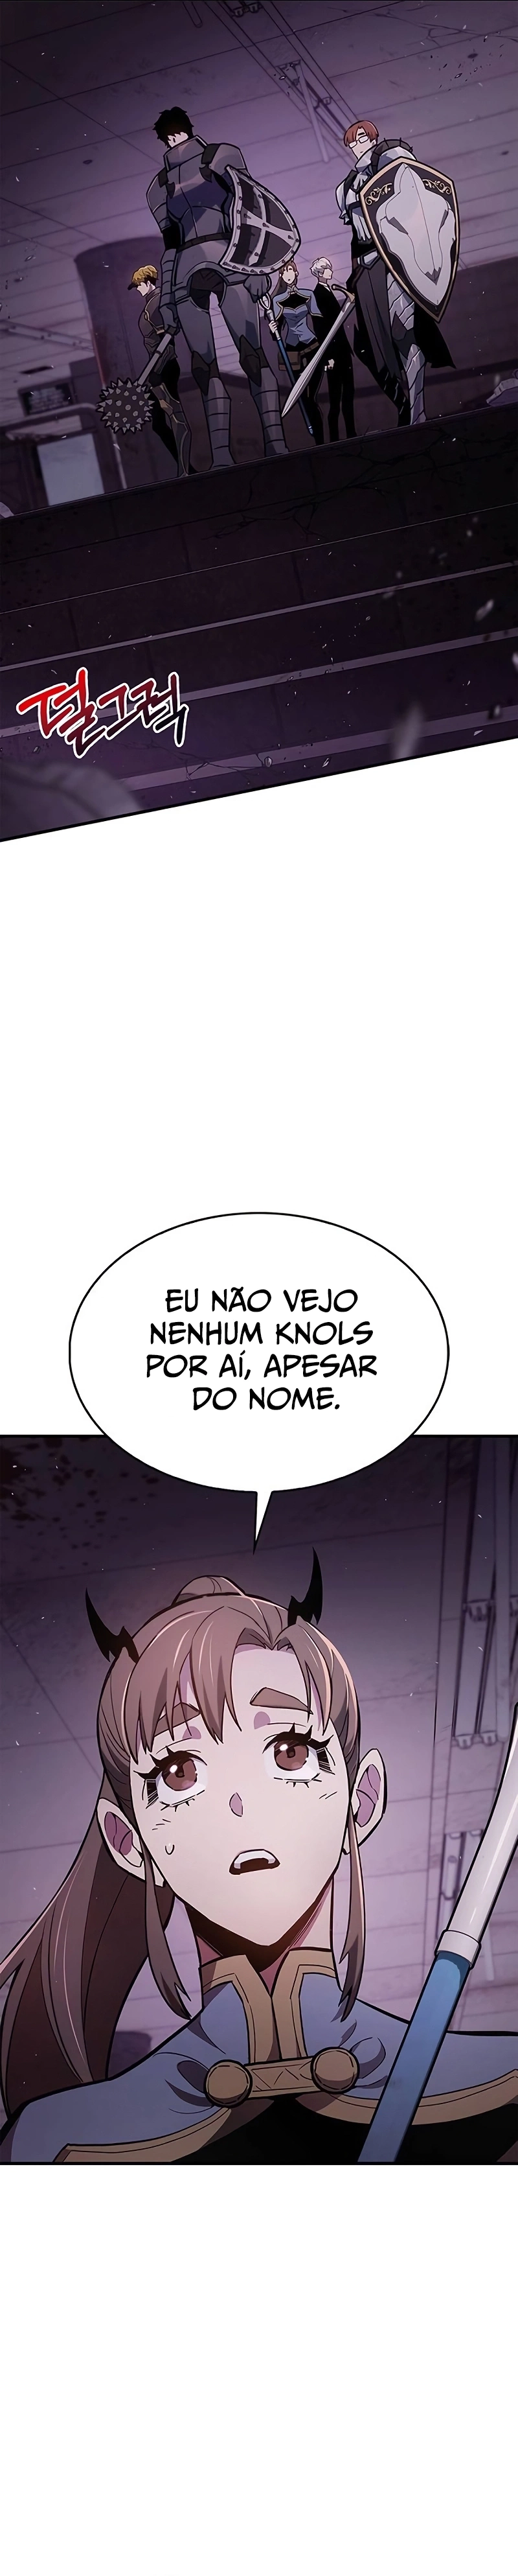 덜그럭
EU NÃO VEJO
NENHUM KNOLS
POR AÍ, APESAR
DO NOME.